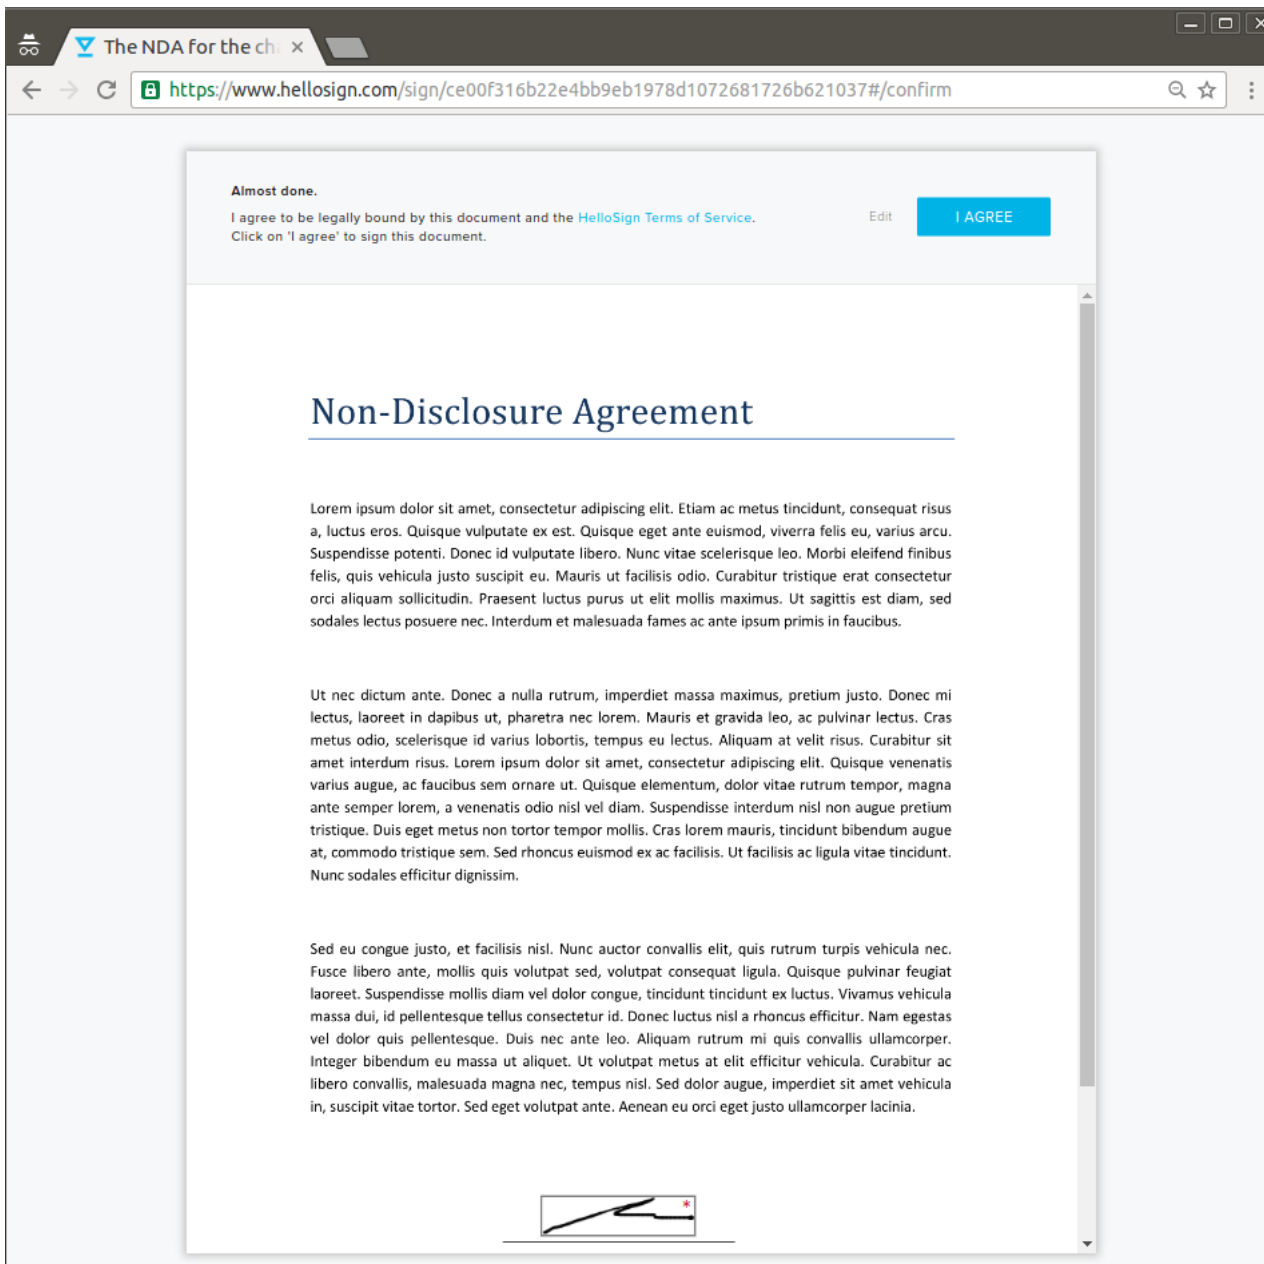 The NDA for the ch
https://www.hellosign.com/sign/ce00f316b22e4bb9eb1978d1072681726b621037#/confirm
Almost done.
I agree to be legally bound by this document and the HelloSign Terms of Service.
Click on 'I agree' to sign this document.
Edit
I AGREE
Non-Disclosure Agreement
Lorem ipsum dolor sit amet, consectetur adipiscing elit. Etiam ac metus tincidunt, consequat risus
a, luctus eros. Quisque vulputate ex est. Quisque eget ante euismod, viverra felis eu, varius arcu.
Suspendisse potenti. Donec id vulputate libero. Nunc vitae scelerisque leo. Morbi eleifend finibus
felis, quis vehicula justo suscipit eu. Mauris ut facilisis odio. Curabitur tristique erat consectetur
orci aliquam sollicitudin. Praesent luctus purus ut elit mollis maximus. Ut sagittis est diam, sed
sodales lectus posuere nec. Interdum et malesuada fames ac ante ipsum primis in faucibus.
Ut nec dictum ante. Donec a nulla rutrum, imperdiet massa maximus, pretium justo. Donec mi
lectus, laoreet in dapibus ut, pharetra nec lorem. Mauris et gravida leo, ac pulvinar lectus. Cras
metus odio, scelerisque id varius lobortis, tempus eu lectus. Aliquam at velit risus. Curabitur sit
amet interdum risus. Lorem ipsum dolor sit amet, consectetur adipiscing elit. Quisque venenatis
varius augue, ac faucibus sem ornare ut. Quisque elementum, dolor vitae rutrum tempor, magna
ante semper lorem, a venenatis odio nisl vel diam. Suspendisse interdum nisl non augue pretium
tristique. Duis eget metus non tortor tempor mollis. Cras lorem mauris, tincidunt bibendum augue
at, commodo tristique sem. Sed rhoncus euismod ex ac facilisis. Ut facilisis ac ligula vitae tincidunt.
Nunc sodales efficitur dignissim.
Sed eu congue justo, et facilisis nisl. Nunc auctor convallis elit, quis rutrum turpis vehicula nec.
Fusce libero ante, mollis quis volutpat sed, volutpat consequat ligula. Quisque pulvinar feugiat
laoreet. Suspendisse mollis diam vel dolor congue, tincidunt tincidunt ex luctus. Vivamus vehicula
massa dui, id pellentesque tellus consectetur id. Donec luctus nisl a rhoncus efficitur. Nam egestas
vel dolor quis pellentesque. Duis nec ante leo. Aliquam rutrum mi quis convallis ullamcorper.
Integer bibendum eu massa ut aliquet. Ut volutpat metus at elit efficitur vehicula. Curabitur ac
libero convallis, malesuada magna nec, tempus nisl. Sed dolor augue, imperdiet sit amet vehicula
in, suscipit vitae tortor. Sed eget volutpat ante. Aenean eu orci eget justo ullamcorper lacinia.
*